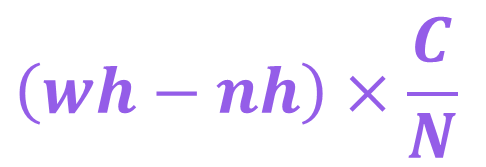 (wh − nh) × C/N